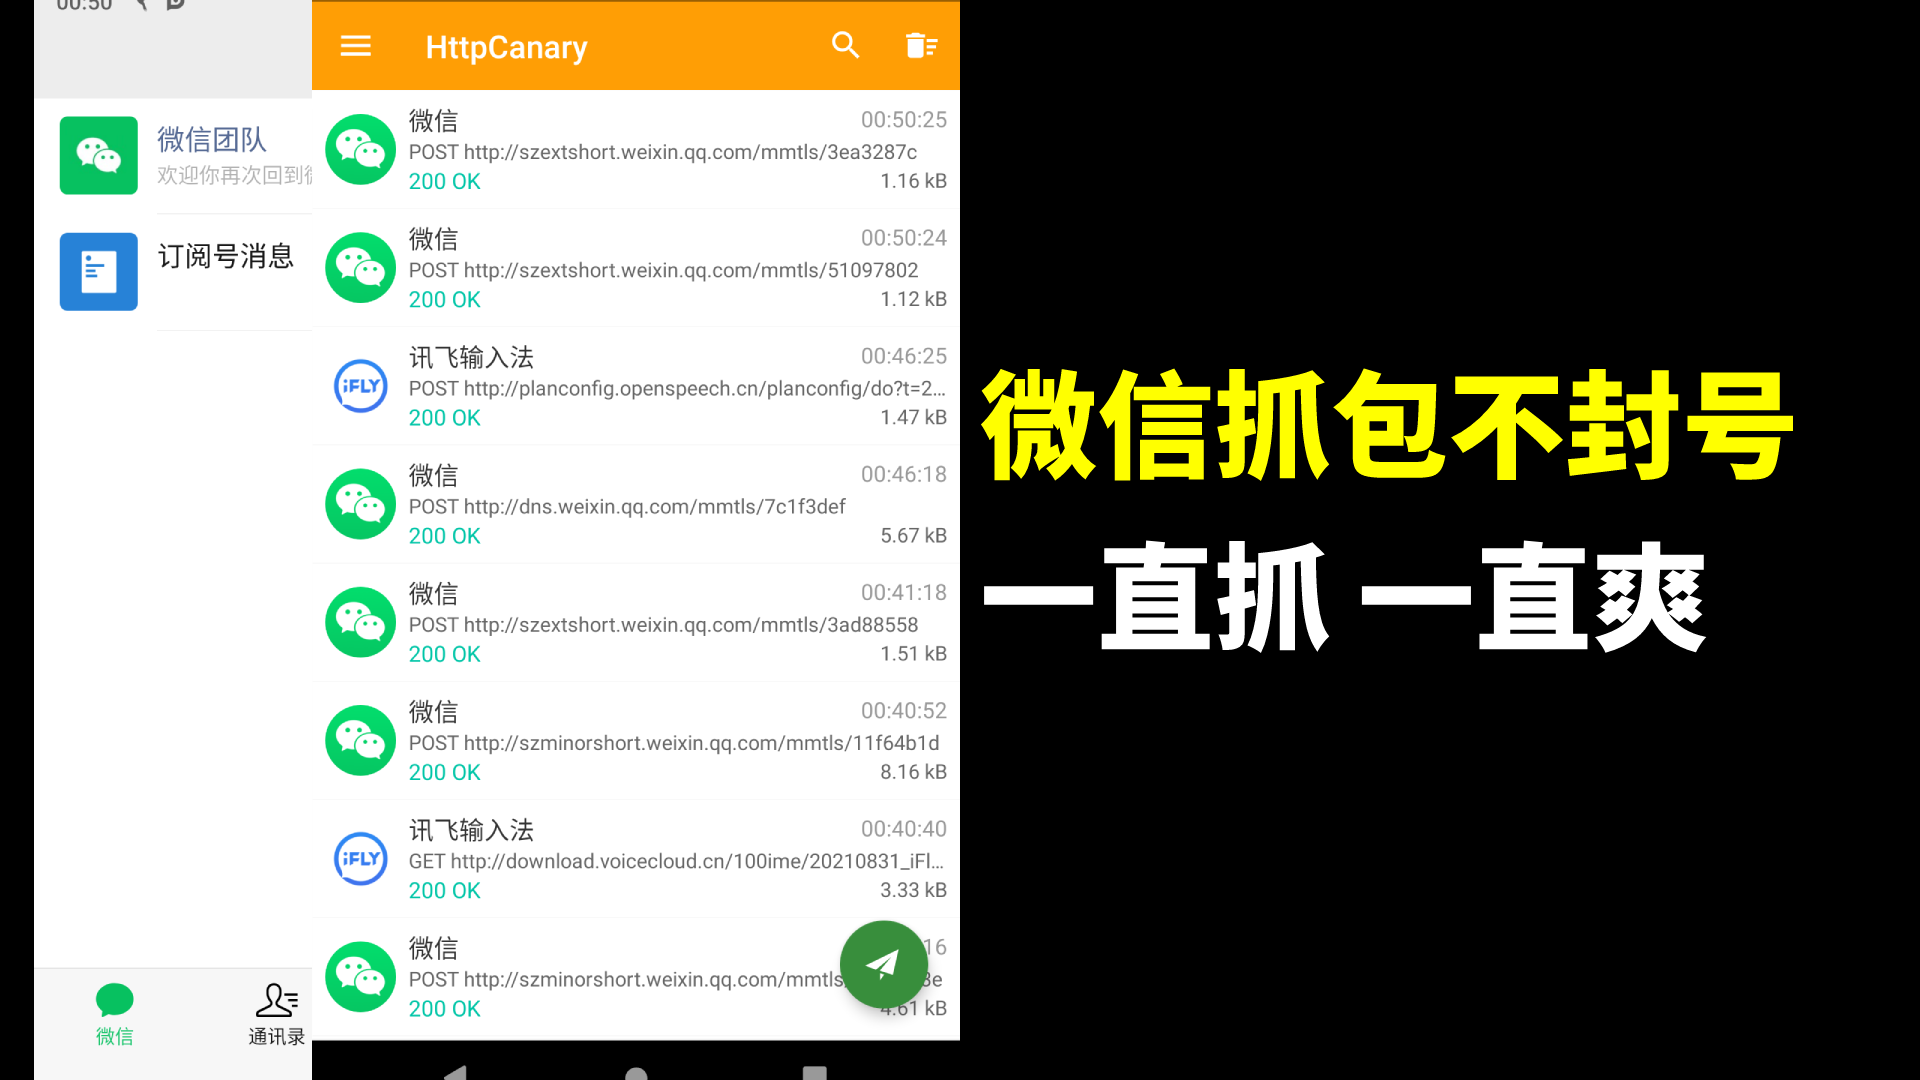 00:50
微信团队
欢迎你再次回到
订阅号消息
微信
通讯录
HttpCanary
微信
00:50:25
POST http://szextshort.weixin.qq.com/mmtls/3ea3287c
200 OK
1.16 kB
微信
00:50:24
POST http://szextshort.weixin.qq.com/mmtls/51097802
200 OK
1.12 kB
讯飞输入法
00:46:25
POST http://planconfig.openspeech.cn/planconfig/do?t=2...
200 OK
1.47 kB
微信
00:46:18
POST http://dns.weixin.qq.com/mmtls/7c1f3def
200 OK
5.67 kB
微信
00:41:18
POST http://szextshort.weixin.qq.com/mmtls/3ad88558
200 OK
1.51 kB
微信
00:40:52
POST http://szminorshort.weixin.qq.com/mmtls/11f64b1d
200 OK
8.16 kB
讯飞输入法
00:40:40
GET http://download.voicecloud.cn/100ime/20210831_iFl...
200 OK
3.33 kB
微信
16
POST http://szminorshort.weixin.qq.com/mmtls
200 OK
4.61 kB
iFLY
iFLY
微信抓包不封号
一直抓 一直爽